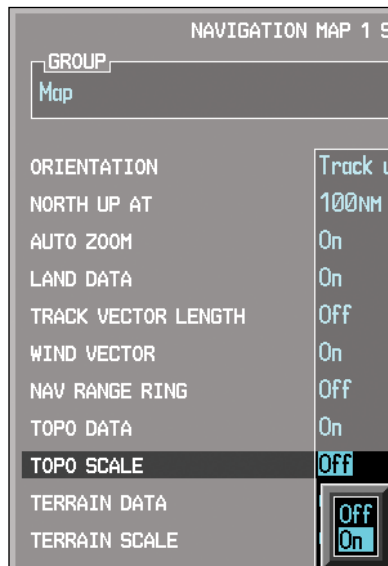 NAVIGATION MAP 1
GROUP
Map
ORIENTATION Track
NORTH UP AT 100NM
AUTO ZOOM On
LAND DATA On
TRACK VECTOR LENGTH Off
WIND VECTOR On
NAV RANGE RING Off
TOPO DATA On
TOPO SCALE Off
TERRAIN DATA Off
TERRAIN SCALE On